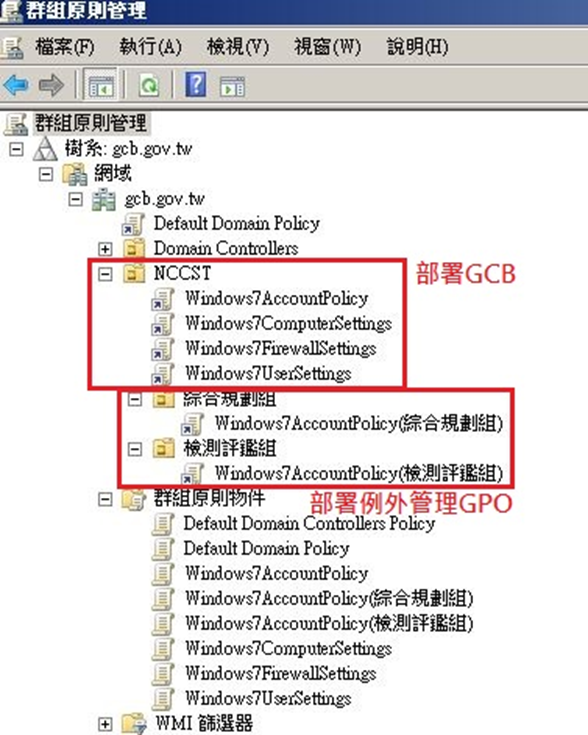 群組原則管理
檔案(F) 執行(A) 檢視(V) 視窗(W) 說明(H)
群組原則管理
樹系: gcb.gov.tw
網域
gcb.gov.tw
Default Domain Policy
Domain Controllers
NCCST
部署GCB
Windows7AccountPolicy
Windows7ComputerSettings
Windows7FirewallSettings
Windows7UserSettings
綜合規劃組
Windows7AccountPolicy(綜合規劃組)
檢測評鑑組
Windows7AccountPolicy(檢測評鑑組)
群組原則物件
部署例外管理GPO
Default Domain Controllers Policy
Default Domain Policy
Windows7AccountPolicy
Windows7AccountPolicy(綜合規劃組)
Windows7AccountPolicy(檢測評鑑組)
Windows7ComputerSettings
Windows7FirewallSettings
Windows7UserSettings
WMI 篩選器